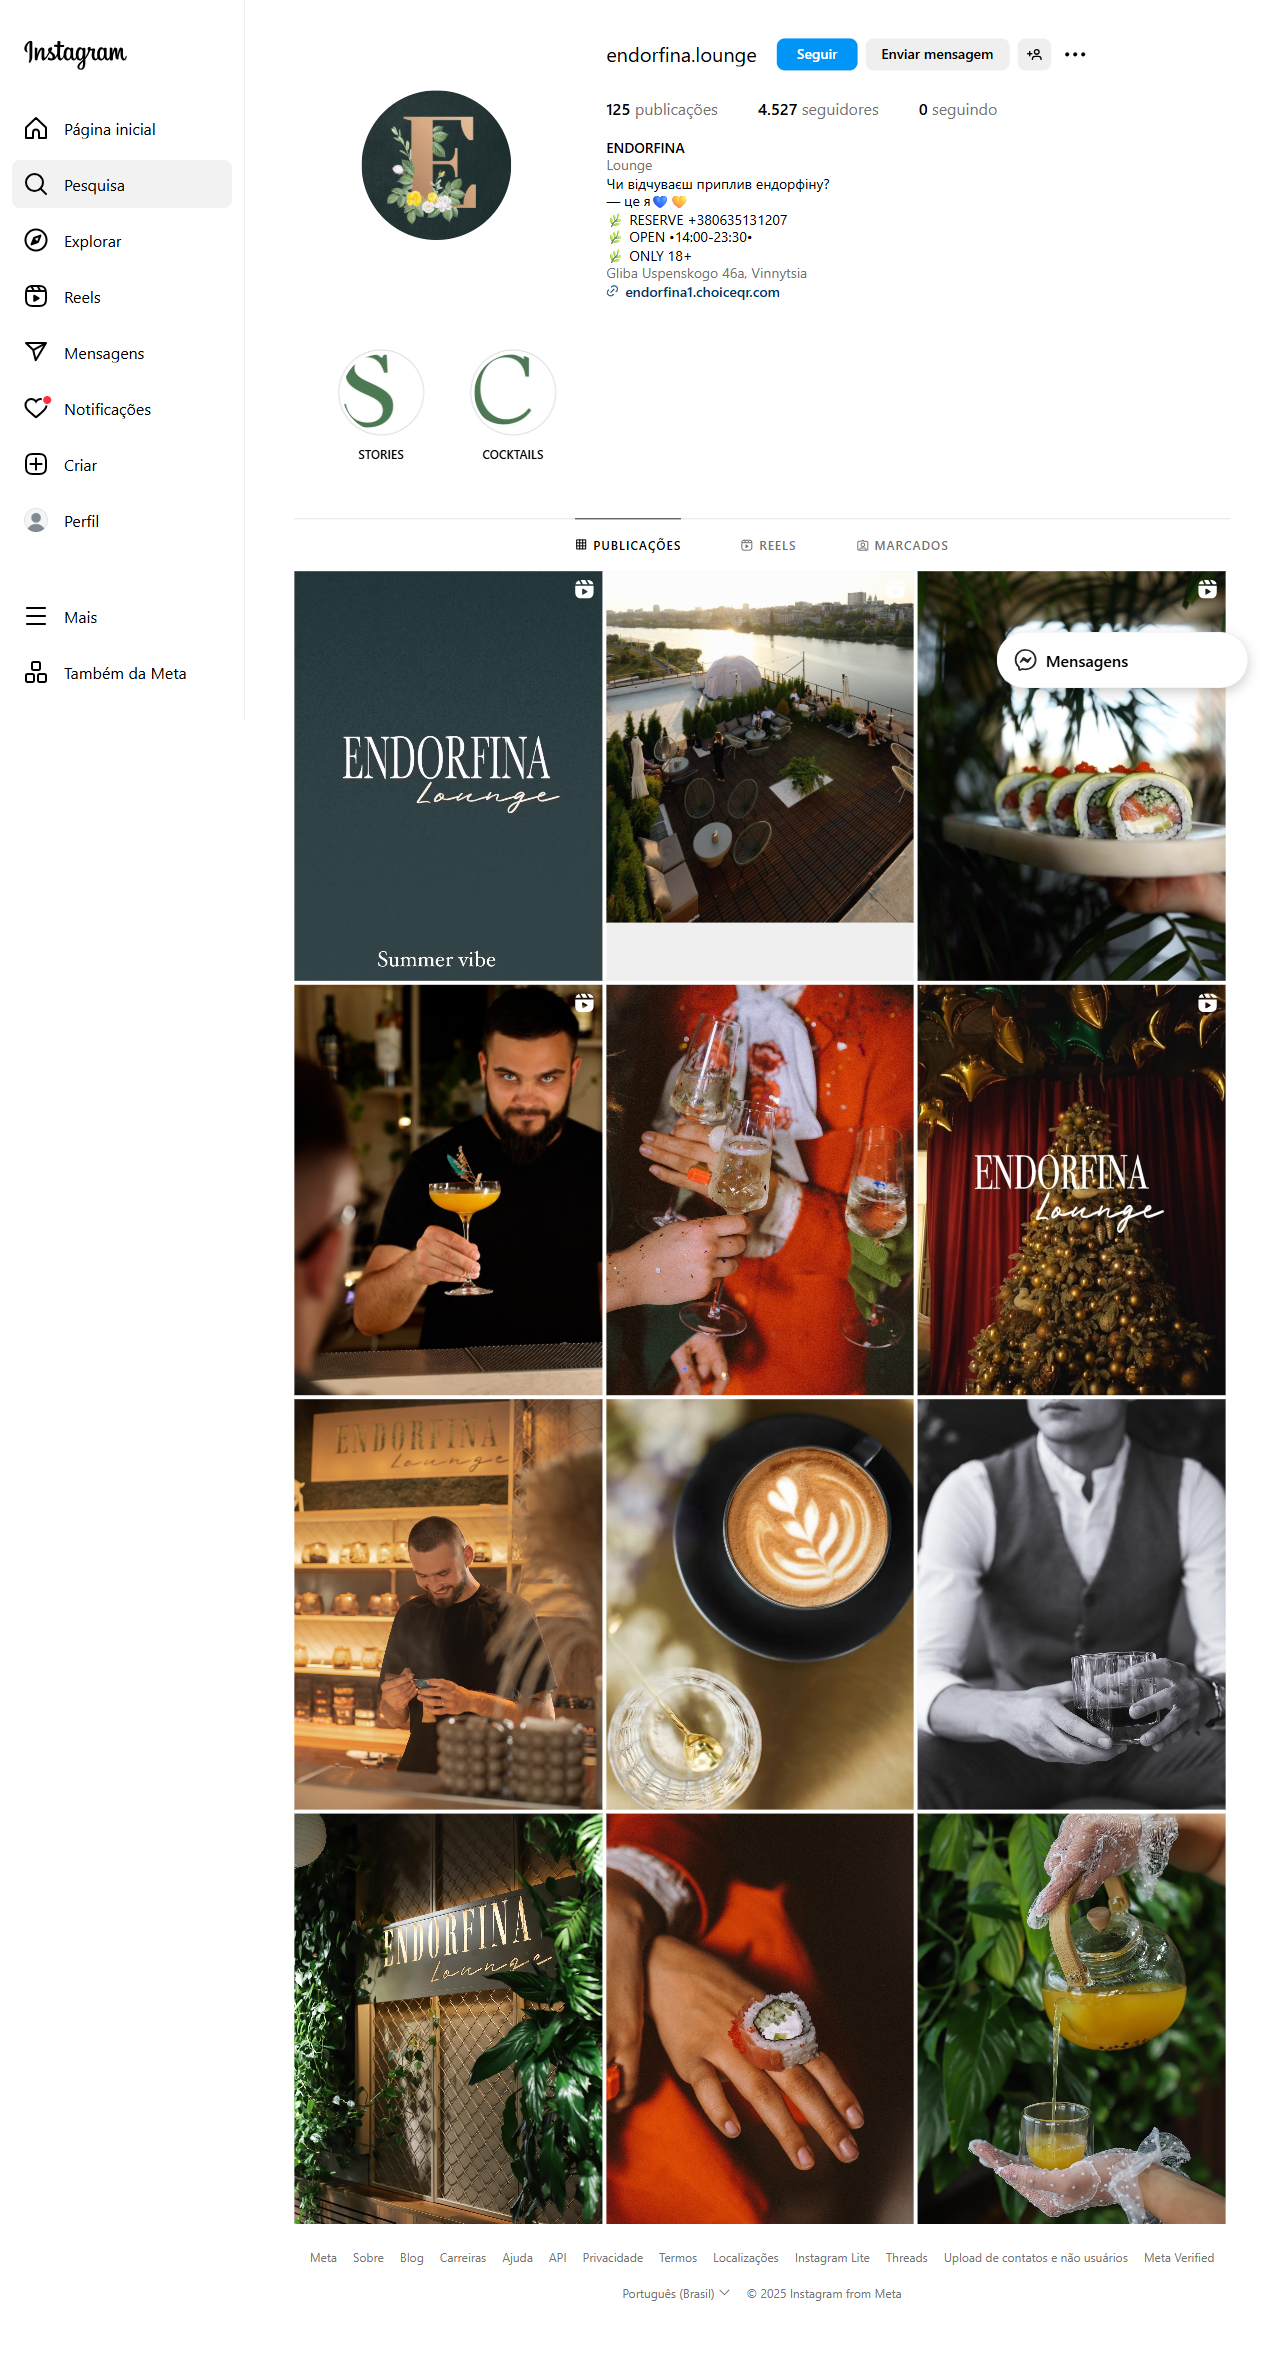 Instagram
Página inicial
Pesquisa
Explorar
Reels
Mensagens
Notificações
Criar
Perfil
Mais
Também da Meta
endorfina.lounge
Seguir
Enviar mensagem
125 publicações
4.527 seguidores
0 seguindo
ENDORFINA
Lounge
Чи відчуваєш приплив ендорфіну?
— це я💙 🧡
🌿 RESERVE +380635131207
🌿 OPEN •14:00-23:30•
🌿 ONLY 18+
Gliba Uspenskogo 46a, Vinnytsia
endorfina1.choiceqr.com
E
S
C
STORIES
COCKTAILS
PUBLICAÇÕES
REELS
MARCADOS
ENDORFINA
Lounge
Summer vibe
Mensagens
ENDORFINA
Lounge
ENDORFINA
Lounge
ENDORFINA
Lounge
Meta
Sobre
Blog
Carreiras
Ajuda
API
Privacidade
Termos
Localizações
Instagram Lite
Threads
Upload de contatos e não usuários
Meta Verified
Português (Brasil)
© 2025 Instagram from Meta